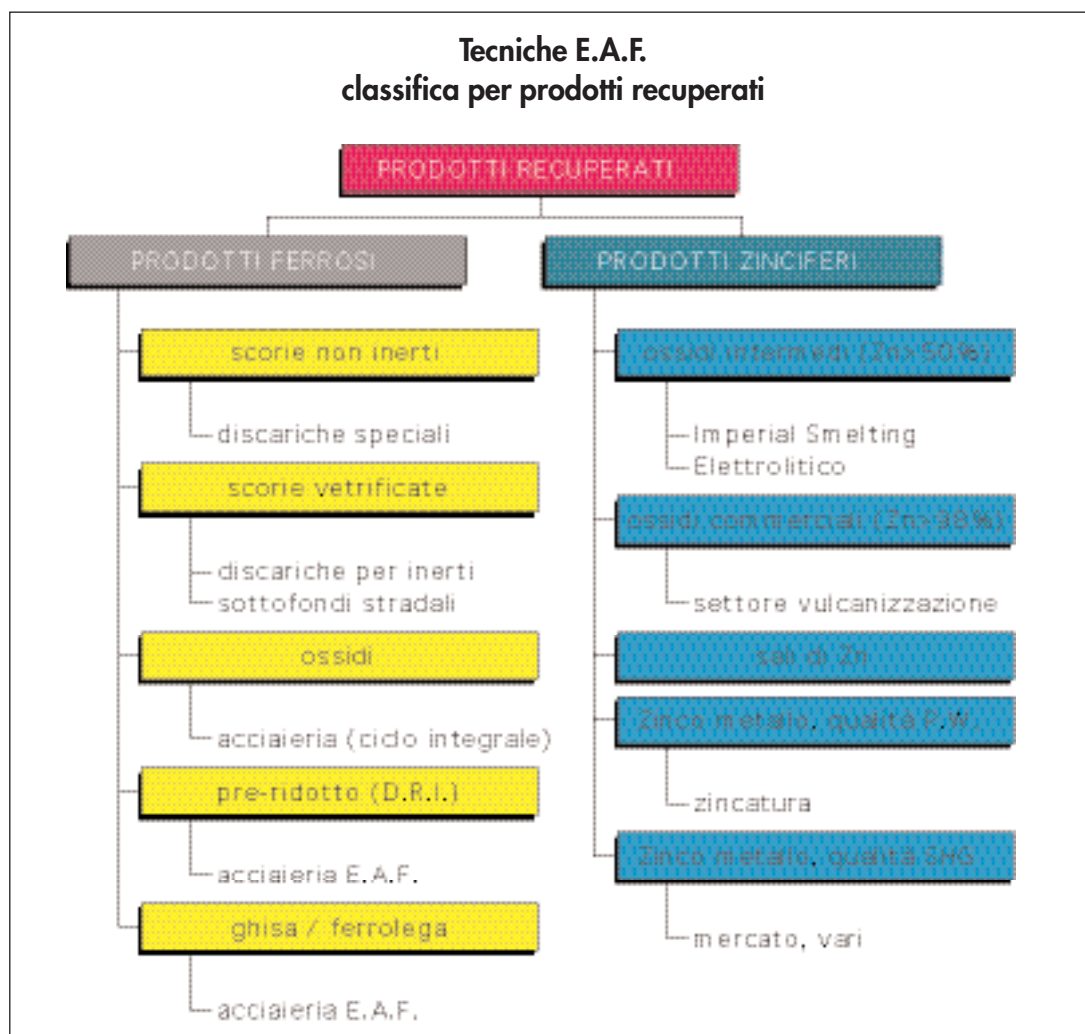 Tecniche E.A.F.
classifica per prodotti recuperati
PRODOTTI RECUPERATI
PRODOTTI FERROSI
scorie non inerti
discariche speciali
scorie vetrificate
discariche per inerti
sottofondi stradali
ossidi
acciaieria (ciclo integrale)
pre-ridotto (D.R.I.)
acciaieria E.A.F.
ghisa / ferrolega
acciaieria E.A.F.
PRODOTTI ZINCIFERI
ossidi intermedi (Zn>50%)
Imperial Smelting
Elettrolitico
ossidi commerciali (Zn>38%)
settore vulcanizzazione
sali di Zn
Zinco metallo, qualità P.W.
zincatura
Zinco metallo, qualità SHG
mercato, vari